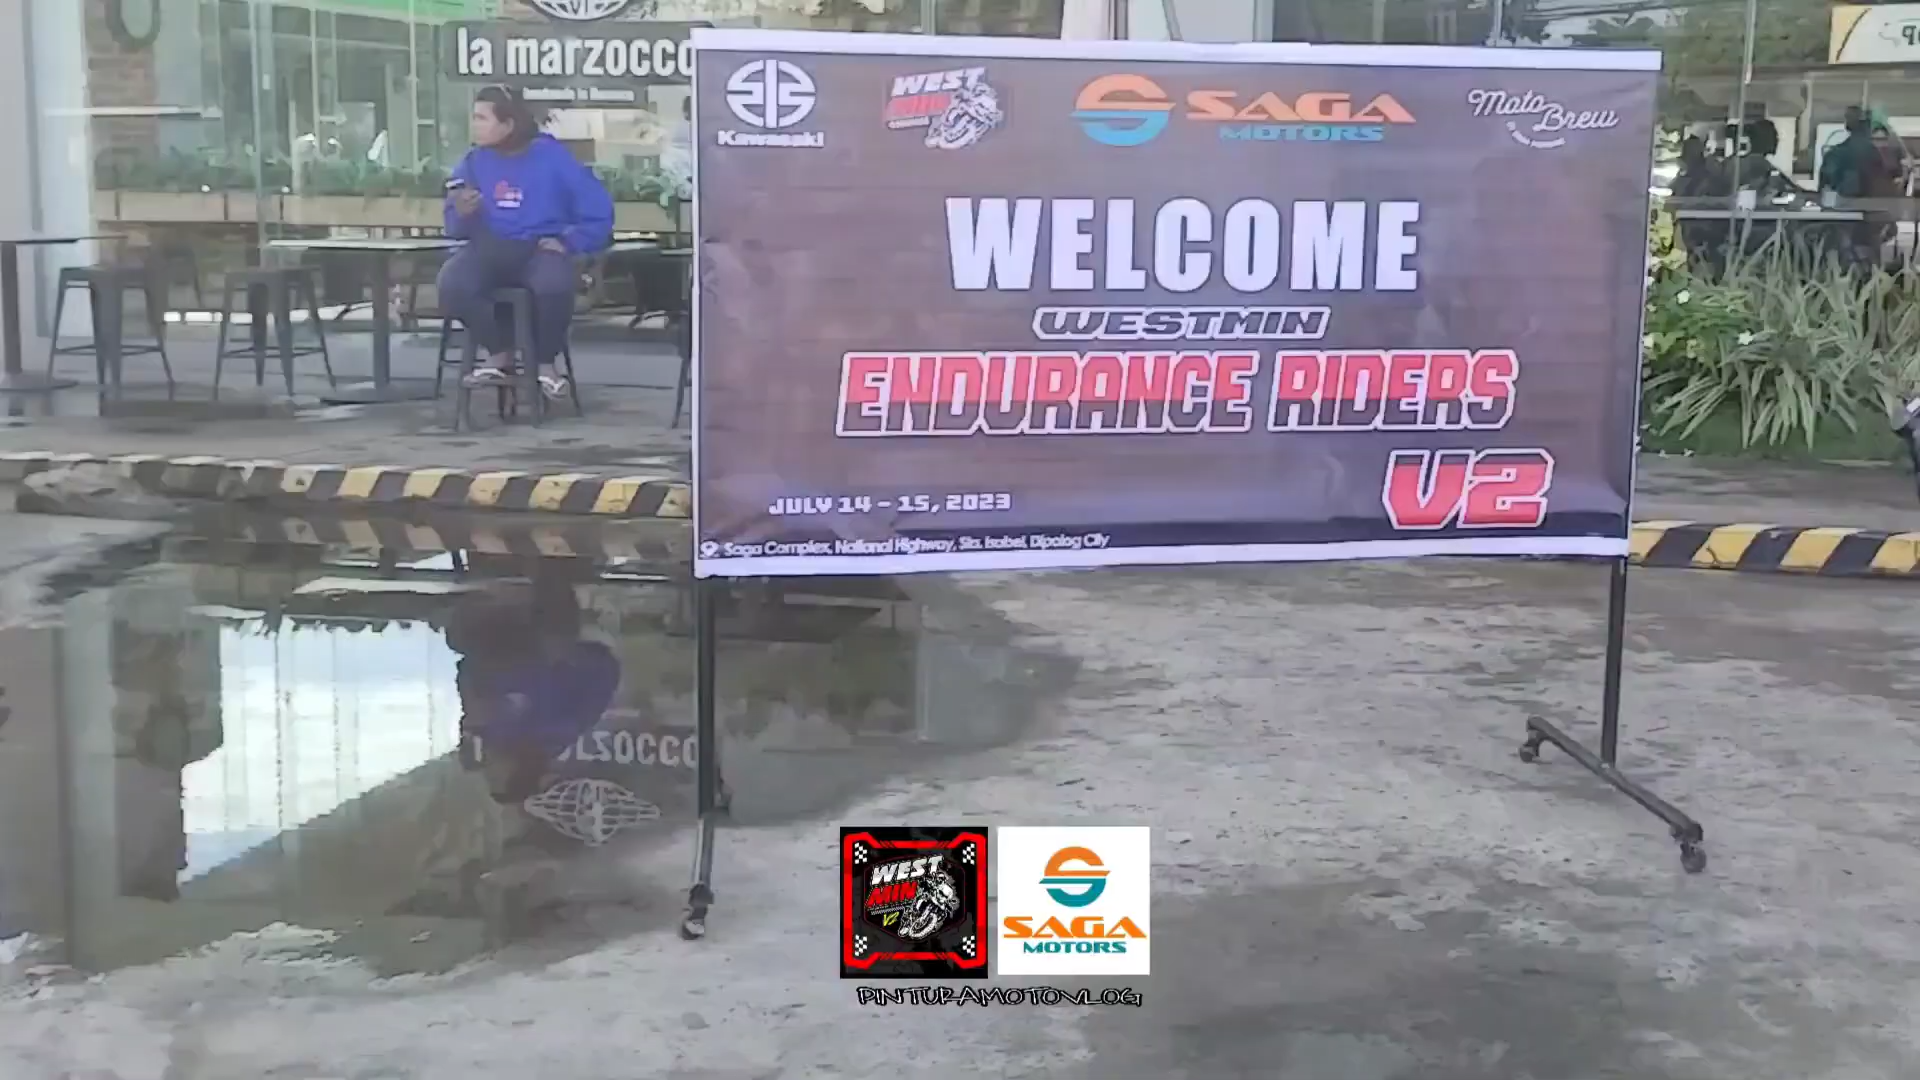 la marzocco
Kawasaki
WEST
MIN
SAGA
MOTORS
Moto
Brew
WELCOME
WESTMIN
ENDURANCE RIDERS
V2
JULY 14 - 15, 2023
Saga Complex, National Highway, Sta. Isabel, Dipolog City
WEST
MIN
V2
SAGA
MOTORS
PINTURAMOTOVLOG